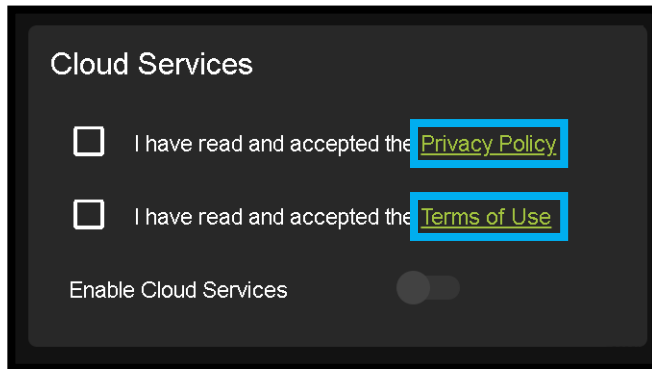 Cloud Services
I have read and accepted the Privacy Policy
I have read and accepted the Terms of Use
Enable Cloud Services